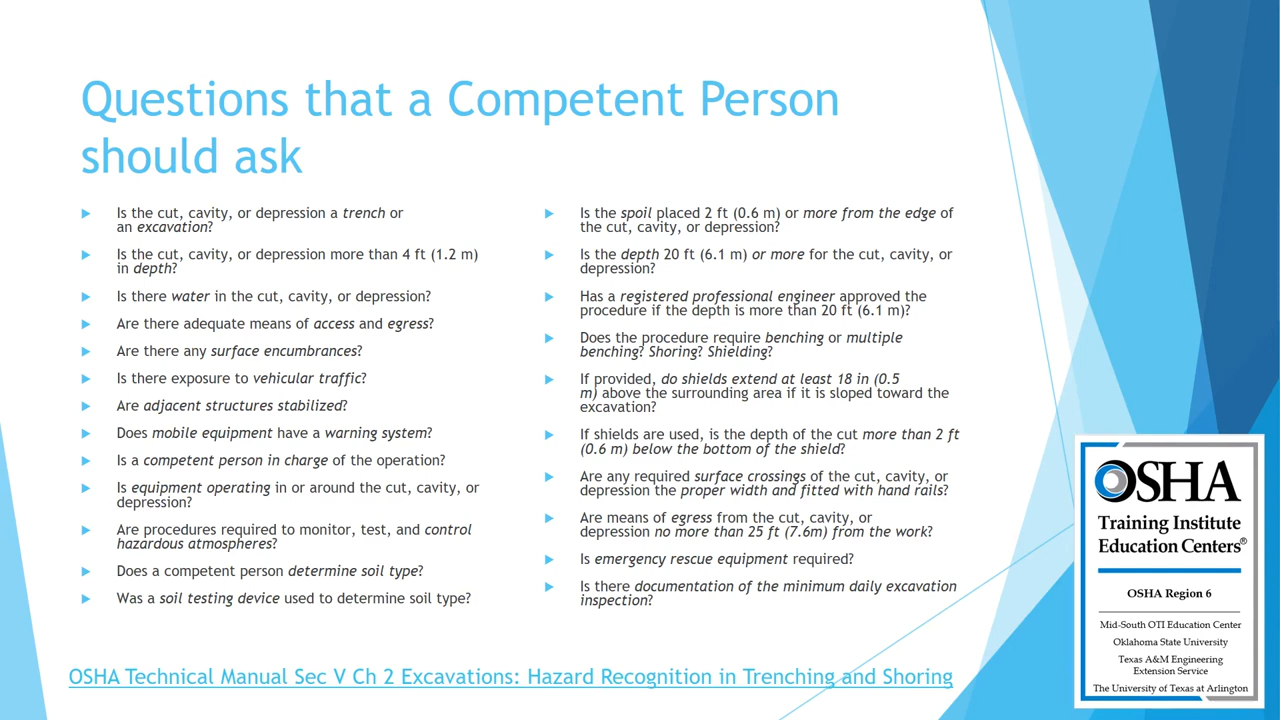 Questions that a Competent Person
should ask
Is the cut, cavity, or depression a trench or
an excavation?
Is the cut, cavity, or depression more than 4 ft (1.2 m)
in depth?
Is there water in the cut, cavity, or depression?
Are there adequate means of access and egress?
Are there any surface encumbrances?
Is there exposure to vehicular traffic?
Are adjacent structures stabilized?
Does mobile equipment have a warning system?
Is a competent person in charge of the operation?
Is equipment operating in or around the cut, cavity, or
depression?
Are procedures required to monitor, test, and control
hazardous atmospheres?
Does a competent person determine soil type?
Was a soil testing device used to determine soil type?
Is the spoil placed 2 ft (0.6 m) or more from the edge of
the cut, cavity, or depression?
Is the depth 20 ft (6.1 m) or more for the cut, cavity, or
depression?
Has a registered professional engineer approved the
procedure if the depth is more than 20 ft (6.1 m)?
Does the procedure require benching or multiple
benching? Shoring? Shielding?
If provided, do shields extend at least 18 in (0.5
m) above the surrounding area if it is sloped toward the
excavation?
If shields are used, is the depth of the cut more than 2 ft
(0.6 m) below the bottom of the shield?
Are any required surface crossings of the cut, cavity, or
depression the proper width and fitted with hand rails?
Are means of egress from the cut, cavity, or
depression no more than 25 ft (7.6m) from the work?
Is emergency rescue equipment required?
Is there documentation of the minimum daily excavation
inspection?
OSHA Technical Manual Sec V Ch 2 Excavations: Hazard Recognition in Trenching and Shoring
OSHA
Training Institute
Education Centers®
OSHA Region 6
Mid-South OTI Education Center
Oklahoma State University
Texas A&M Engineering
Extension Service
The University of Texas at Arlington